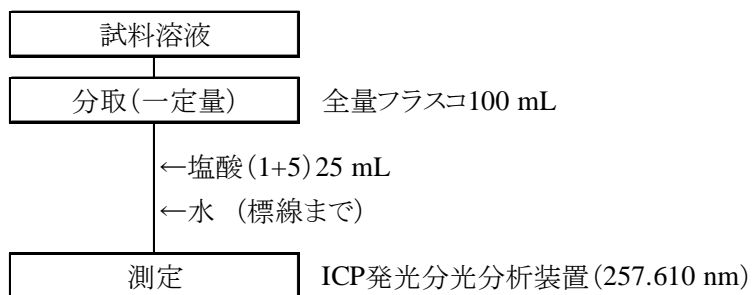 試料溶液
分取(一定量) 全量フラスコ100 mL
←塩酸(1+5)25 mL
←水 (標線まで)
測定 ICP発光分光分析装置(257.610 nm)